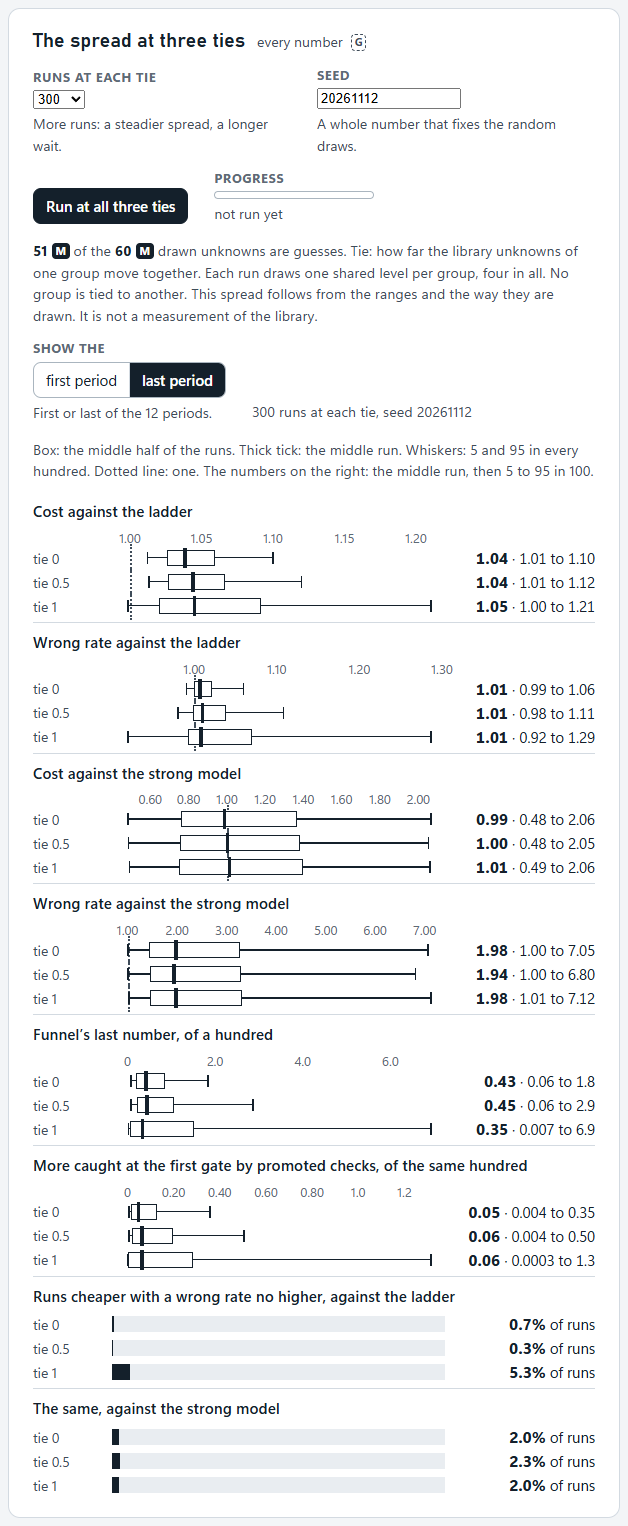 The spread at three ties every number G
RUNS AT EACH TIE
300
More runs: a steadier spread, a longer
wait.
SEED
20261112
A whole number that fixes the random
draws.
Run at all three ties
PROGRESS
not run yet
51 M of the 60 M drawn unknowns are guesses. Tie: how far the library unknowns of
one group move together. Each run draws one shared level per group, four in all. No
group is tied to another. This spread follows from the ranges and the way they are
drawn. It is not a measurement of the library.
SHOW THE
first period last period
First or last of the 12 periods.
300 runs at each tie, seed 20261112
Box: the middle half of the runs. Thick tick: the middle run. Whiskers: 5 and 95 in every
hundred. Dotted line: one. The numbers on the right: the middle run, then 5 to 95 in 100.
Cost against the ladder
1.00 1.05 1.10 1.15 1.20
tie 0 1.04 · 1.01 to 1.10
tie 0.5 1.04 · 1.01 to 1.12
tie 1 1.05 · 1.00 to 1.21
Wrong rate against the ladder
1.00 1.10 1.20 1.30
tie 0 1.01 · 0.99 to 1.06
tie 0.5 1.01 · 0.98 to 1.11
tie 1 1.01 · 0.92 to 1.29
Cost against the strong model
0.60 0.80 1.00 1.20 1.40 1.60 1.80 2.00
tie 0 0.99 · 0.48 to 2.06
tie 0.5 1.00 · 0.48 to 2.05
tie 1 1.01 · 0.49 to 2.06
Wrong rate against the strong model
1.00 2.00 3.00 4.00 5.00 6.00 7.00
tie 0 1.98 · 1.00 to 7.05
tie 0.5 1.94 · 1.00 to 6.80
tie 1 1.98 · 1.01 to 7.12
Funnel's last number, of a hundred
0 2.0 4.0 6.0
tie 0 0.43 · 0.06 to 1.8
tie 0.5 0.45 · 0.06 to 2.9
tie 1 0.35 · 0.007 to 6.9
More caught at the first gate by promoted checks, of the same hundred
0 0.20 0.40 0.60 0.80 1.0 1.2
tie 0 0.05 · 0.004 to 0.35
tie 0.5 0.06 · 0.004 to 0.50
tie 1 0.06 · 0.0003 to 1.3
Runs cheaper with a wrong rate no higher, against the ladder
tie 0 0.7% of runs
tie 0.5 0.3% of runs
tie 1 5.3% of runs
The same, against the strong model
tie 0 2.0% of runs
tie 0.5 2.3% of runs
tie 1 2.0% of runs